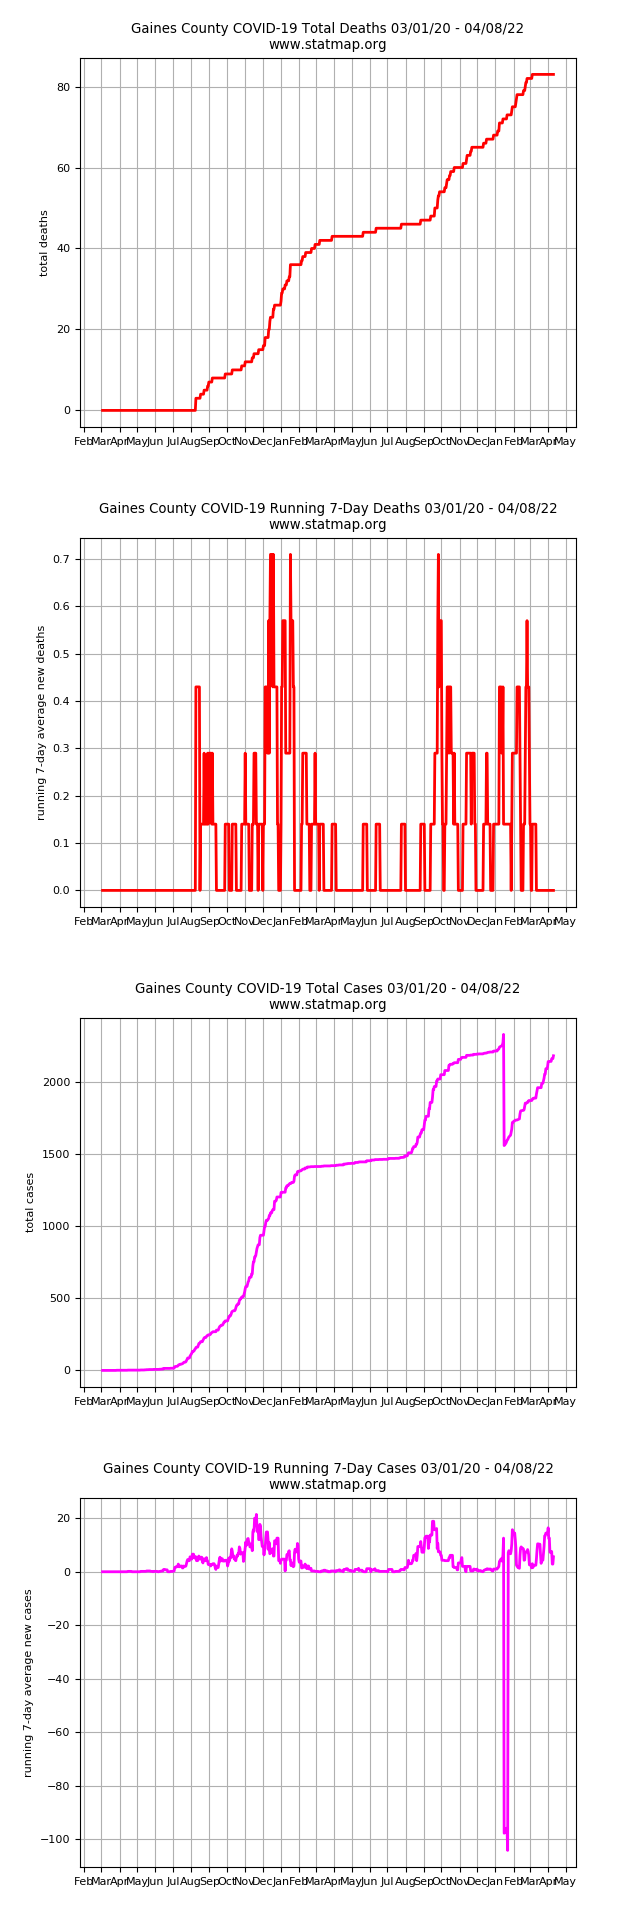 Gaines County COVID-19 Total Deaths 03/01/20 - 04/08/22
www.statmap.org
80
60
40
20
0
total deaths
Feb Mar Apr May Jun Jul Aug Sep Oct Nov Dec Jan Feb Mar Apr May Jun Jul Aug Sep Oct Nov Dec Jan Feb Mar Apr May
Gaines County COVID-19 Running 7-Day Deaths 03/01/20 - 04/08/22
www.statmap.org
0.7
0.6
0.5
0.4
0.3
0.2
0.1
0.0
running 7-day average new deaths
Feb Mar Apr May Jun Jul Aug Sep Oct Nov Dec Jan Feb Mar Apr May Jun Jul Aug Sep Oct Nov Dec Jan Feb Mar Apr May
Gaines County COVID-19 Total Cases 03/01/20 - 04/08/22
www.statmap.org
2000
1500
1000
500
0
total cases
Feb Mar Apr May Jun Jul Aug Sep Oct Nov Dec Jan Feb Mar Apr May Jun Jul Aug Sep Oct Nov Dec Jan Feb Mar Apr May
Gaines County COVID-19 Running 7-Day Cases 03/01/20 - 04/08/22
www.statmap.org
20
0
−20
−40
−60
−80
−100
running 7-day average new cases
Feb Mar Apr May Jun Jul Aug Sep Oct Nov Dec Jan Feb Mar Apr May Jun Jul Aug Sep Oct Nov Dec Jan Feb Mar Apr May